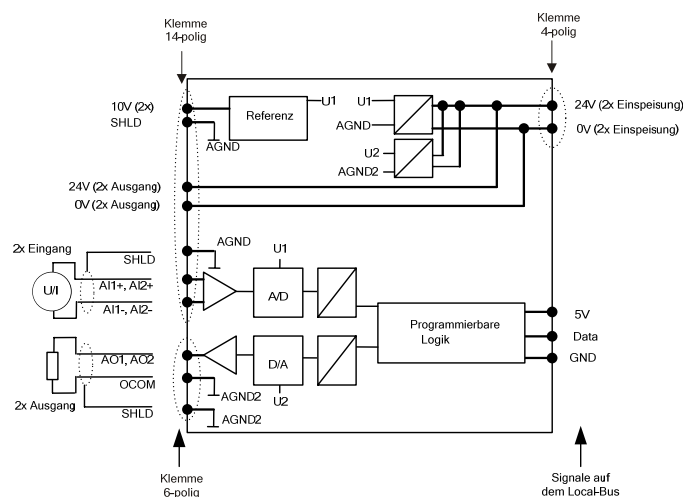 Klemme
14-polig
Klemme
4-polig
10V (2x)
SHLD
Referenz
U1
AGND
U1
AGND
U2
AGND2
24V (2x Einspeisung)
0V (2x Einspeisung)
24V (2x Ausgang)
0V (2x Ausgang)
2x Eingang
SHLD
U/I
AI1+, AI2+
AI1-, AI2-
AGND
U1
A/D
Programmierbare
Logik
5V
Data
GND
AO1, AO2
OCOM
2x Ausgang
SHLD
D/A
U2
AGND2
AGND2
Klemme
6-polig
Signale auf
dem Local-Bus